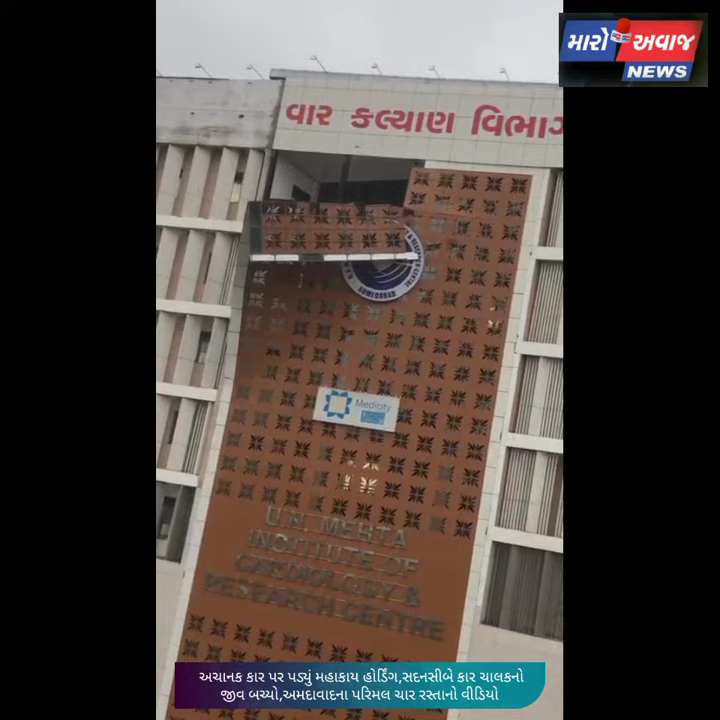 મારો અવાજ
NEWS
વાર કલ્યાણ વિભાગ
Medicity
U.N. MEHTA
INSTITUTE OF
CARDIOLOGY &
RESEARCH CENTRE
અચાનક કાર પર પડ્યું મહાકાય હોર્ડિંગ,સદનસીબે કાર ચાલકનો
જીવ બચ્યો,અમદાવાદના પરિમલ ચાર રસ્તાનો વીડિયો